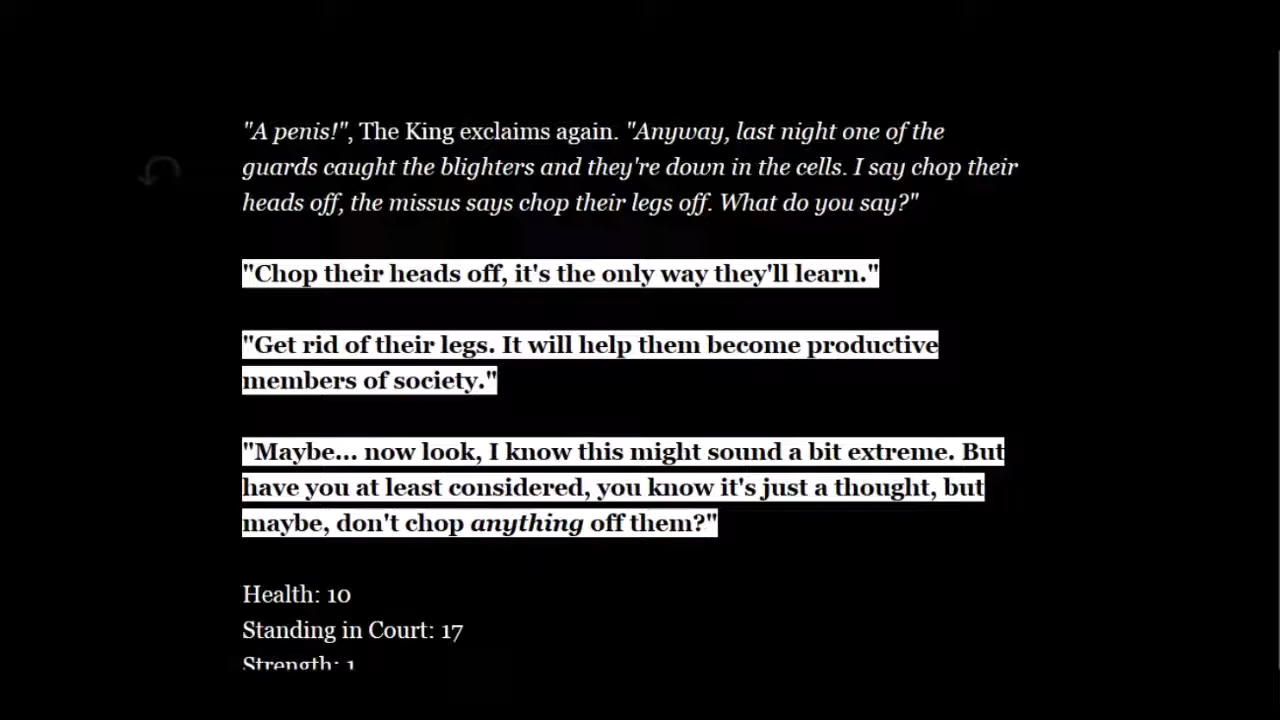 "A penis!", The King exclaims again. "Anyway, last night one of the
guards caught the blighters and they're down in the cells. I say chop their
heads off, the missus says chop their legs off. What do you say?"
"Chop their heads off, it's the only way they'll learn."
"Get rid of their legs. It will help them become productive
members of society."
"Maybe... now look, I know this might sound a bit extreme. But
have you at least considered, you know it's just a thought, but
maybe, don't chop anything off them?"
Health: 10
Standing in Court: 17
Strength: 1